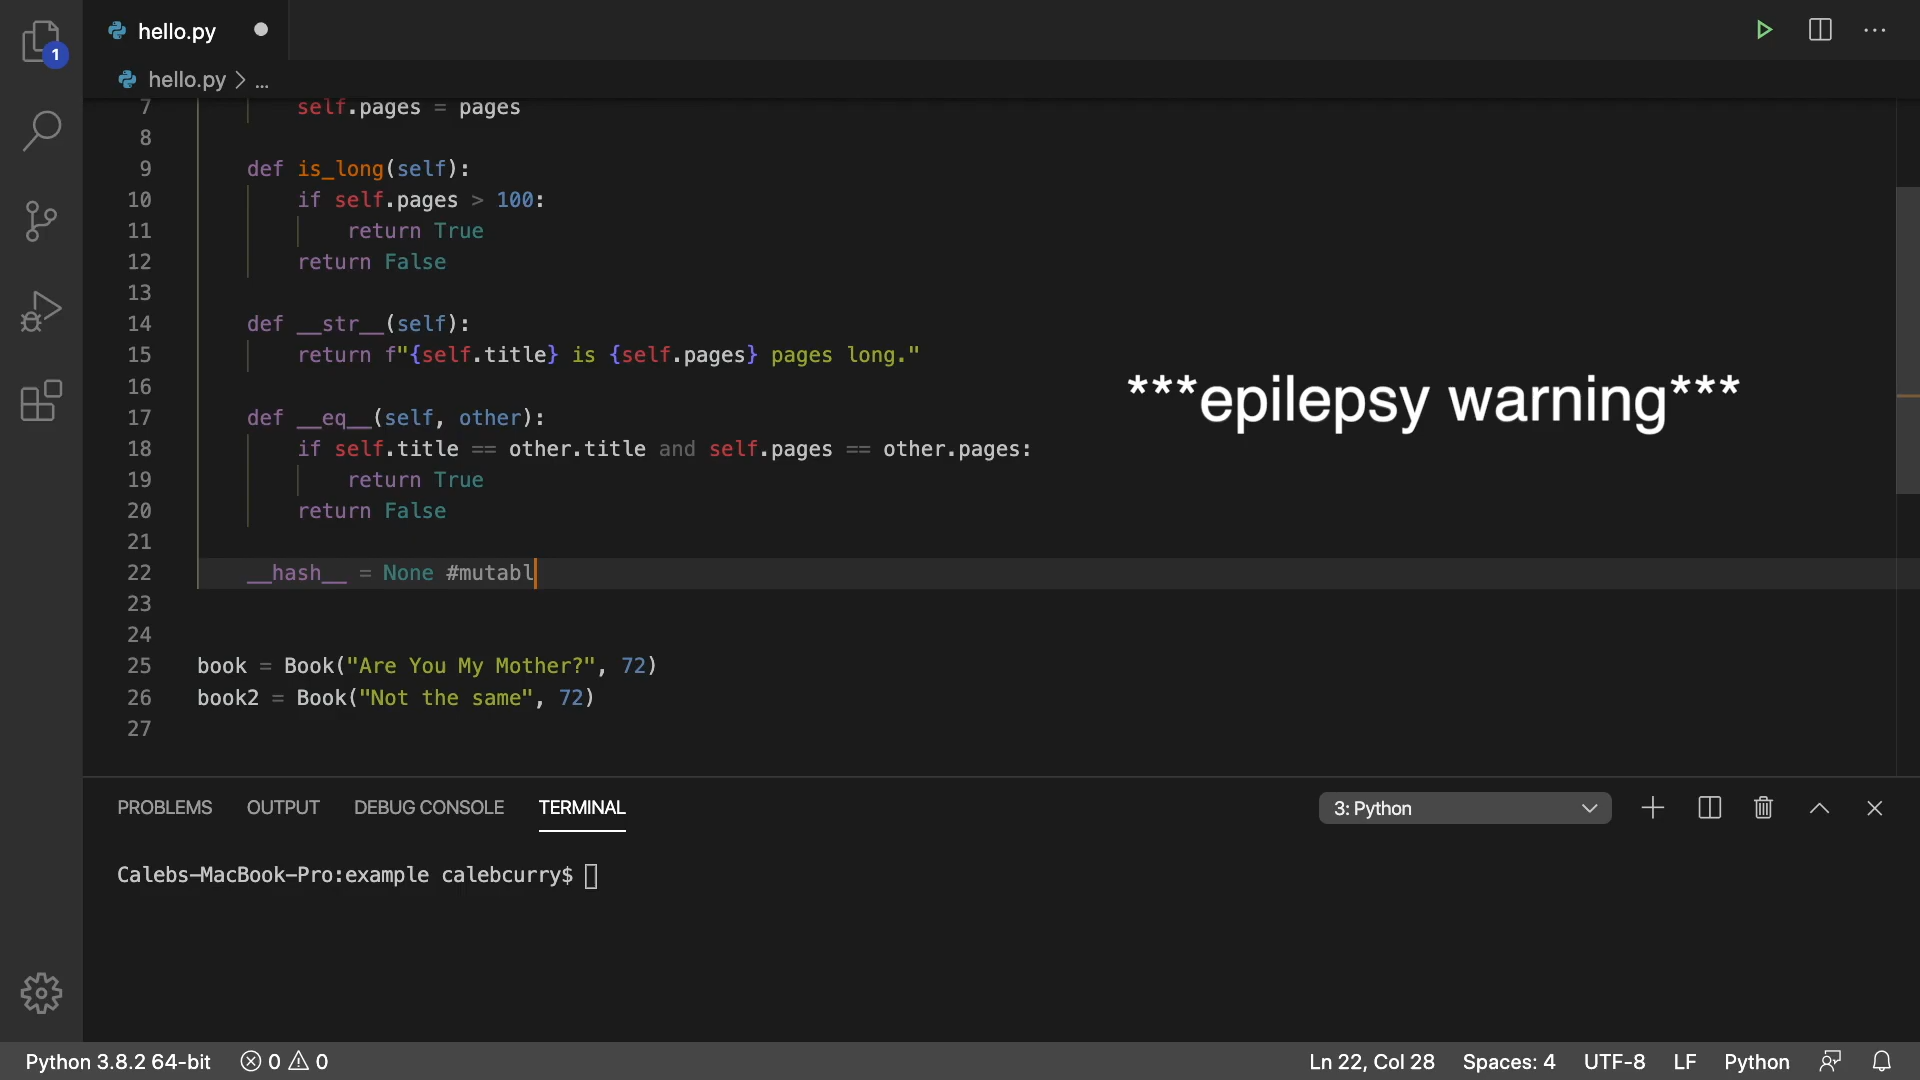 1
hello.py
hello.py > ...
7 self.pages = pages
8
9 def is_long(self):
10 if self.pages > 100:
11 return True
12 return False
13
14 def __str__(self):
15 return f"{self.title} is {self.pages} pages long."
16
17 def __eq__(self, other):
18 if self.title == other.title and self.pages == other.pages:
19 return True
20 return False
21
22 __hash__ = None #mutabl
23
24
25 book = Book("Are You My Mother?", 72)
26 book2 = Book("Not the same", 72)
27
***epilepsy warning***
PROBLEMS OUTPUT DEBUG CONSOLE TERMINAL 3: Python
Calebs-MacBook-Pro:example calebcurry$
Python 3.8.2 64-bit 0 0 Ln 22, Col 28 Spaces: 4 UTF-8 LF Python